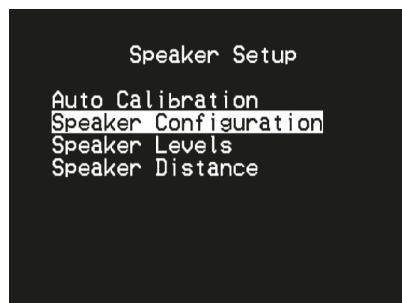 Speaker Setup
Auto Calibration
Speaker Configuration
Speaker Levels
Speaker Distance